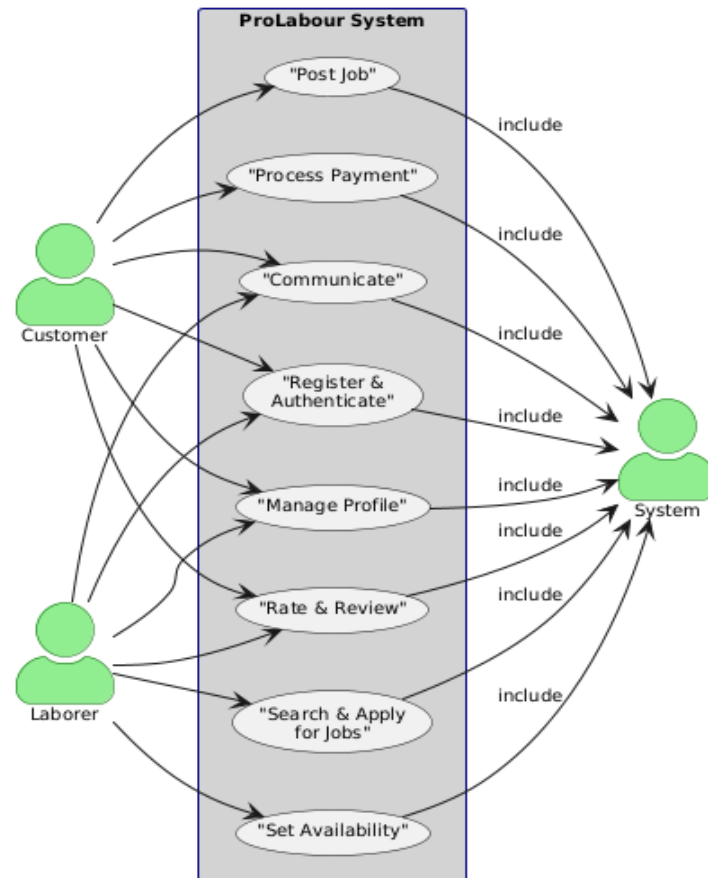 ProLabour System
"Post Job"
include
"Process Payment"
include
"Communicate"
include
Customer
"Register &
Authenticate"
include
"Manage Profile"
include
System
include
"Rate & Review"
include
Laborer
"Search & Apply
for Jobs"
include
"Set Availability"